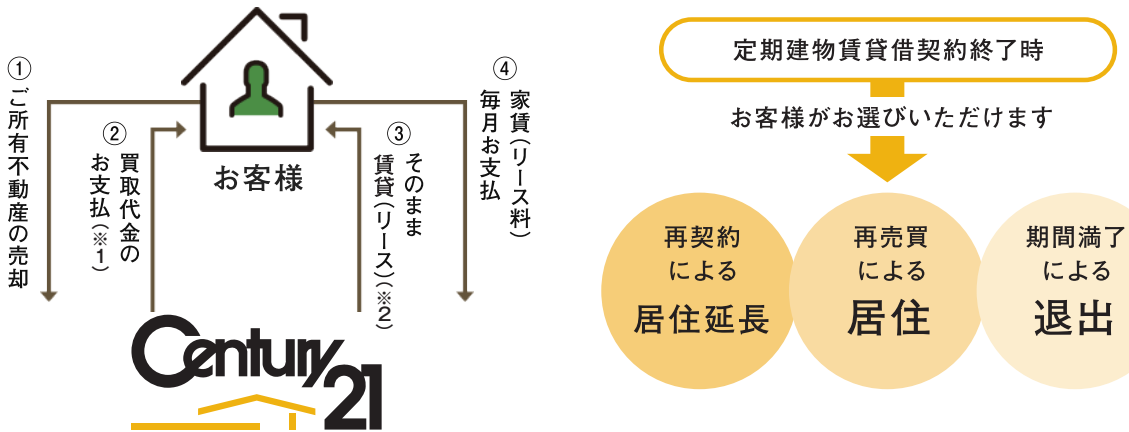 ① ご所有不動産の売却
② 買取代金の
お支払(※1)
③ そのまま
賃貸(リース)(※2)
④ 家賃(リース料)
毎月お支払
お客様
Century
21
定期建物賃貸借契約終了時
お客様がお選びいただけます
再契約
による
居住延長
再売買
による
居住
期間満了
による
退出